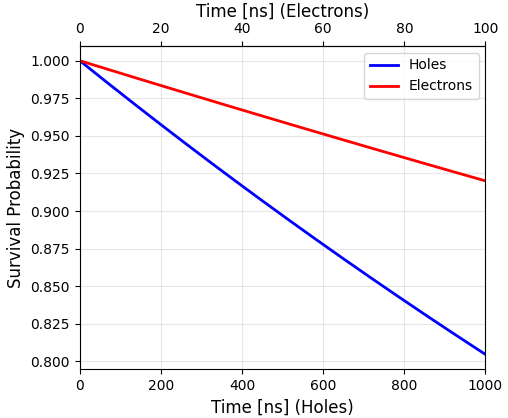 Time [ns] (Electrons)
0 20 40 60 80 100
Holes
Electrons
Survival Probability
1.000
0.975
0.950
0.925
0.900
0.875
0.850
0.825
0.800
0 200 400 600 800 1000
Time [ns] (Holes)